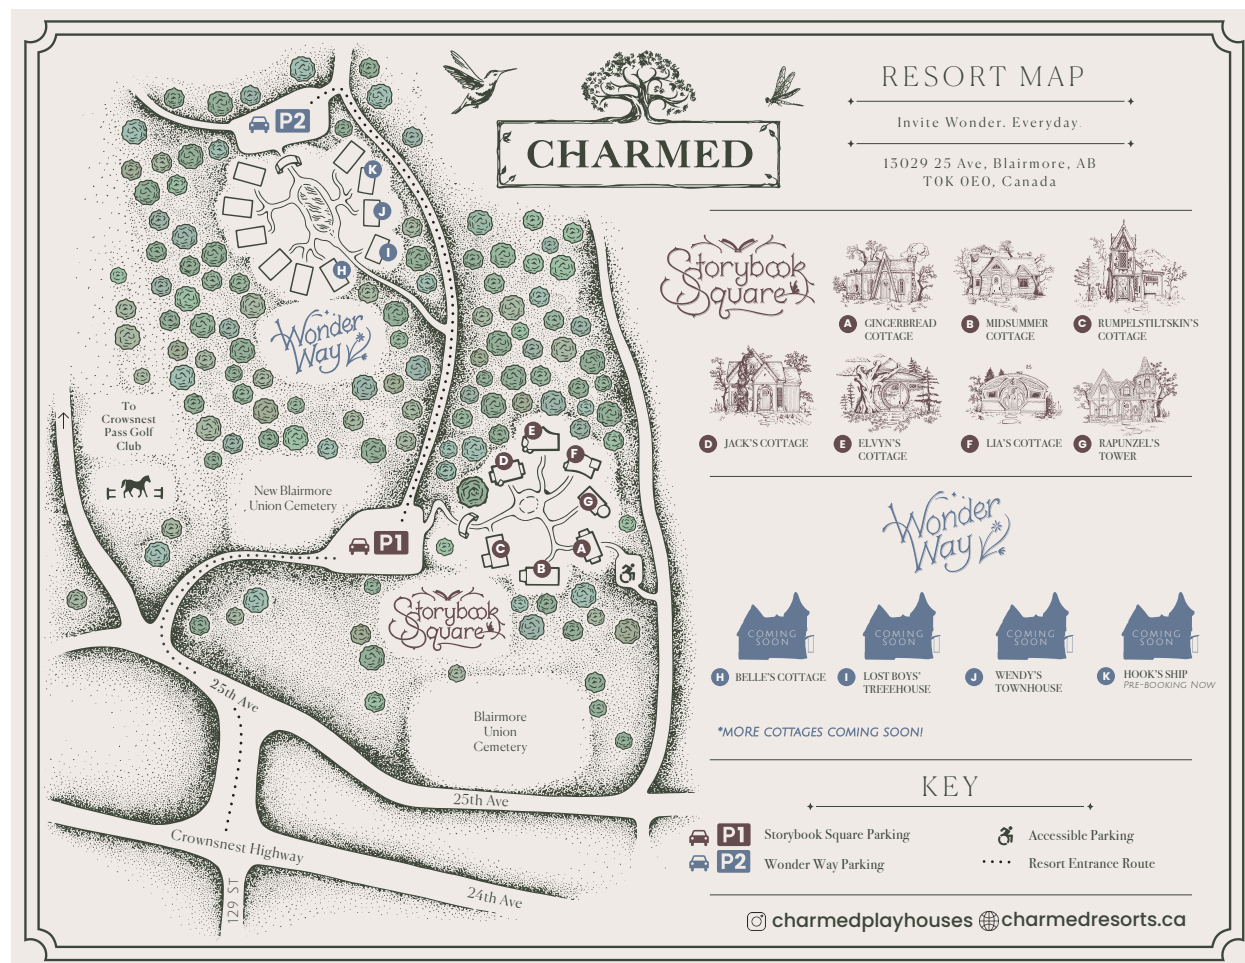 RESORT MAP
Invite Wonder. Everyday.
13029 25 Ave, Blairmore, AB
T0K 0E0, Canada
CHARMED
P2
K
J
I
H
Wonder
Way
To
Crowsnest
Pass Golf
Club
New Blairmore
Union Cemetery
P1
E
D
F
G
C
A
B
Storybook
Square
Blairmore
Union
Cemetery
25th Ave
25th Ave
Crownsnest Highway
24th Ave
129 ST
Storybook
Square
A GINGERBREAD
COTTAGE
B MIDSUMMER
COTTAGE
C RUMPELSTILTSKIN'S
COTTAGE
D JACK'S COTTAGE
E ELVYN'S
COTTAGE
F LIA'S COTTAGE
G RAPUNZEL'S
TOWER
Wonder
Way
COMING
SOON
COMING
SOON
COMING
SOON
COMING
SOON
H BELLE'S COTTAGE
I LOST BOYS'
TREEHOUSE
J WENDY'S
TOWNHOUSE
K HOOK'S SHIP
PRE-BOOKING NOW
*MORE COTTAGES COMING SOON!
KEY
P1 Storybook Square Parking
Accessible Parking
P2 Wonder Way Parking
Resort Entrance Route
charmedplayhouses
charmedresorts.ca